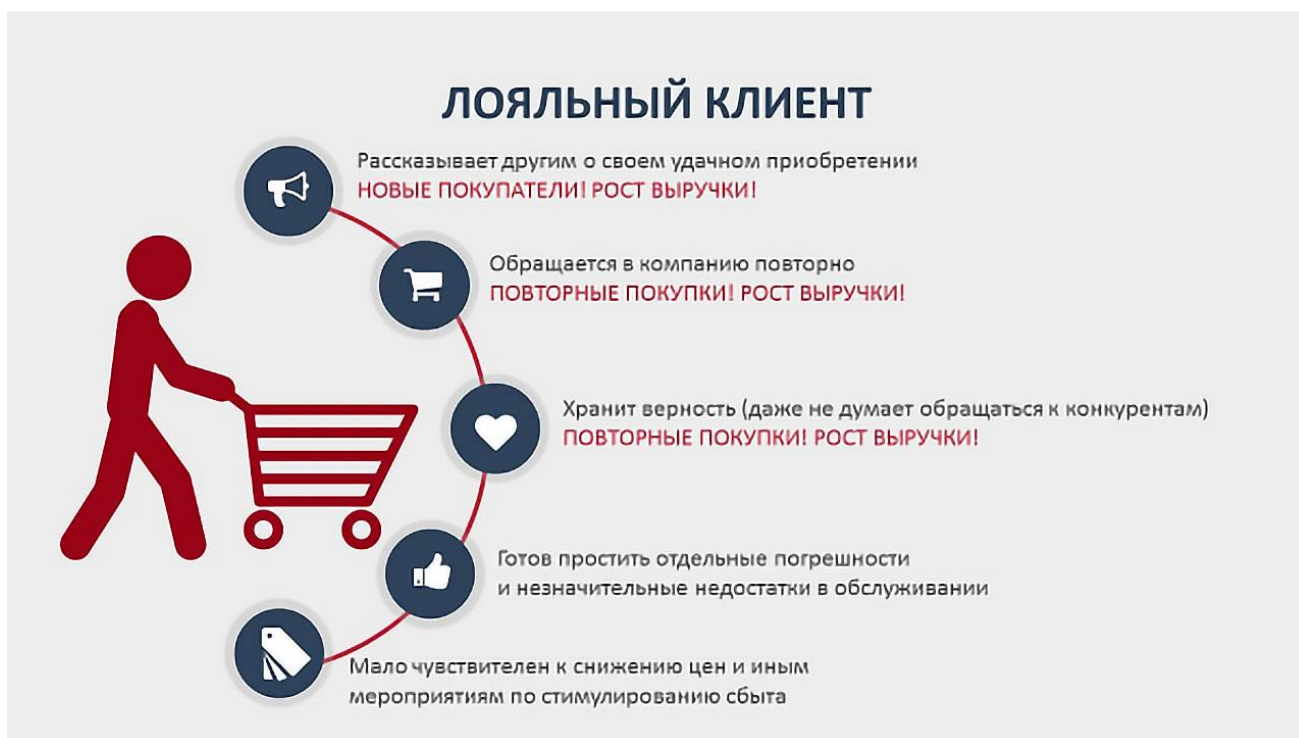 ЛОЯЛЬНЫЙ КЛИЕНТ
Рассказывает другим о своем удачном приобретении
НОВЫЕ ПОКУПАТЕЛИ! РОСТ ВЫРУЧКИ!
Обращается в компанию повторно
ПОВТОРНЫЕ ПОКУПКИ! РОСТ ВЫРУЧКИ!
Хранит верность (даже не думает обращаться к конкурентам)
ПОВТОРНЫЕ ПОКУПКИ! РОСТ ВЫРУЧКИ!
Готов простить отдельные погрешности
и незначительные недостатки в обслуживании
Мало чувствителен к снижению цен и иным
мероприятиям по стимулированию сбыта